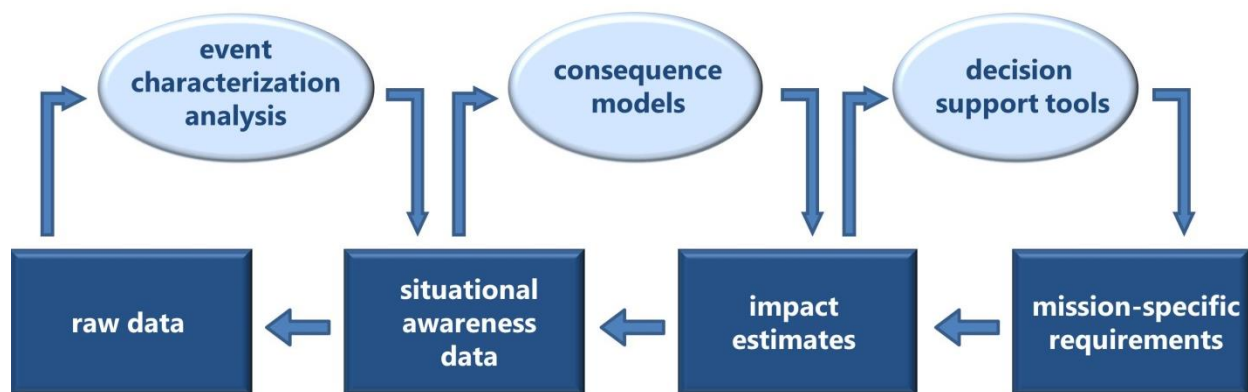 event
characterization
analysis
consequence
models
decision
support tools
raw data
situational
awareness
data
impact
estimates
mission-specific
requirements